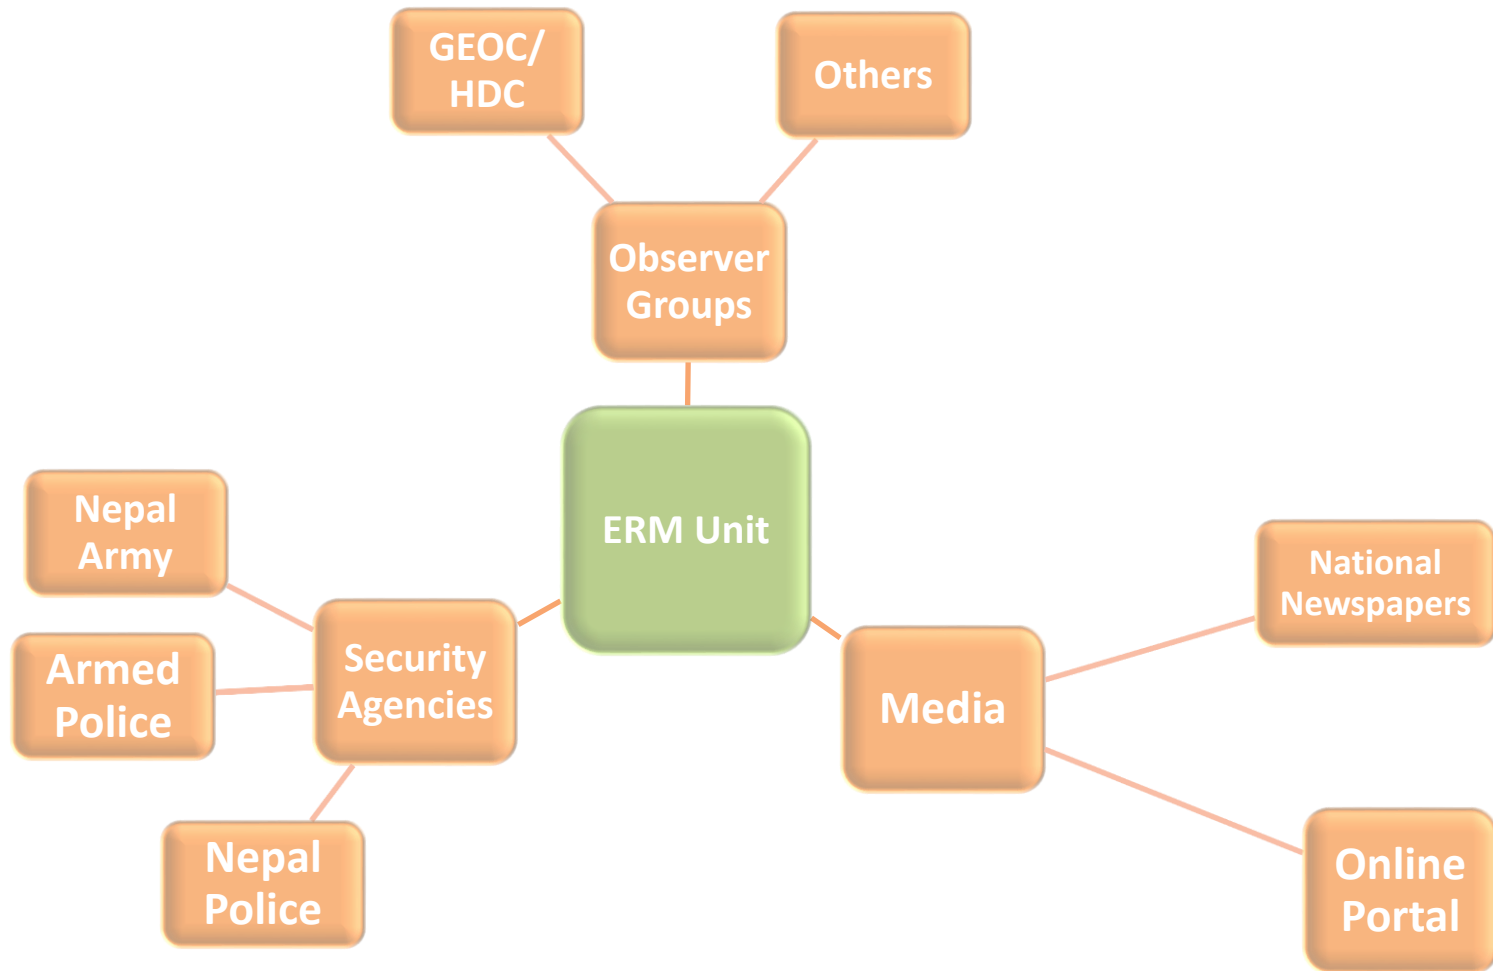 GEOC/
HDC
Others
Observer
Groups
ERM Unit
Nepal
Army
Armed
Police
Security
Agencies
Nepal
Police
Media
National
Newspapers
Online
Portal